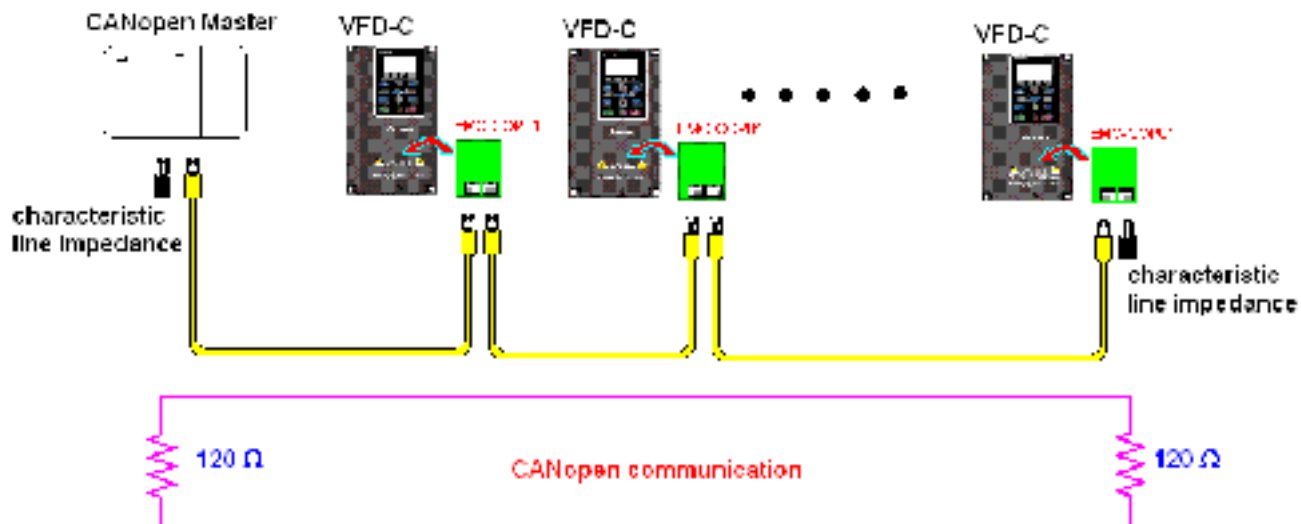 CANopen Master
VFD-C
VFD-C
VFD-C
characteristic
line impedance
characteristic
line impedance
120 Ω
CANopen communication
120 Ω